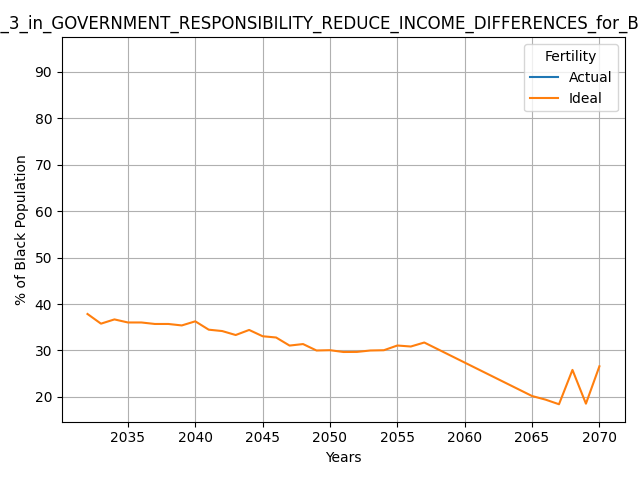 _3_in_GOVERNMENT_RESPONSIBILITY_REDUCE_INCOME_DIFFERENCES_for_B
Fertility
Actual
Ideal
% of Black Population
90
80
70
60
50
40
30
20
2035 2040 2045 2050 2055 2060 2065 2070
Years